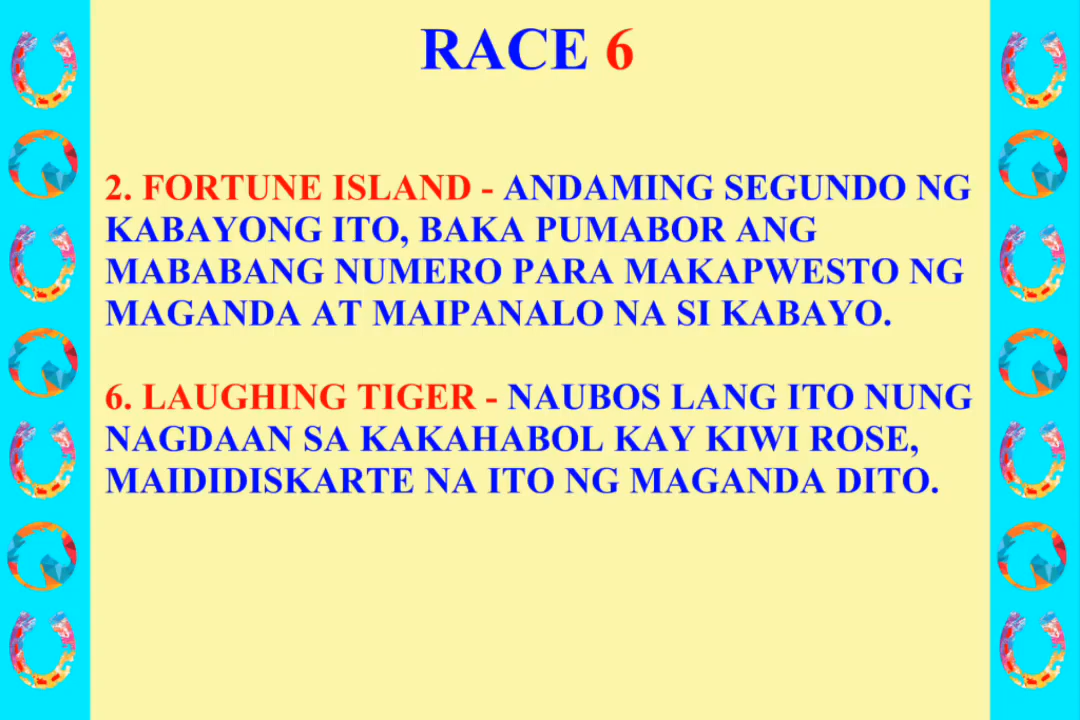 RACE 6
2. FORTUNE ISLAND - ANDAMING SEGUNDO NG
KABAYONG ITO, BAKA PUMABOR ANG
MABABANG NUMERO PARA MAKAPWESTO NG
MAGANDA AT MAIPANALO NA SI KABAYO.
6. LAUGHING TIGER - NAUBOS LANG ITO NUNG
NAGDAAN SA KAKAHABOL KAY KIWI ROSE,
MAIDIDISKARTE NA ITO NG MAGANDA DITO.